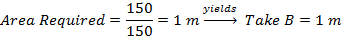 Area Required = 150/150 = 1 m yields→ Take B = 1 m